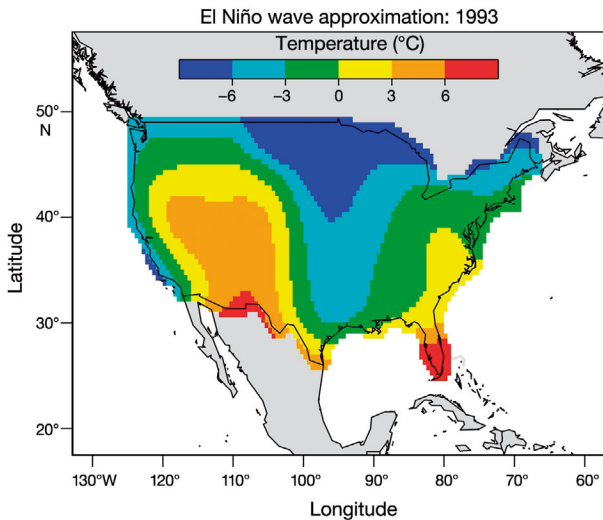 El Niño wave approximation: 1993
Temperature (°C)
−6 −3 0 3 6
50°
N
40°
30°
20°
Latitude
130°W 120° 110° 100° 90° 80° 70° 60°
Longitude